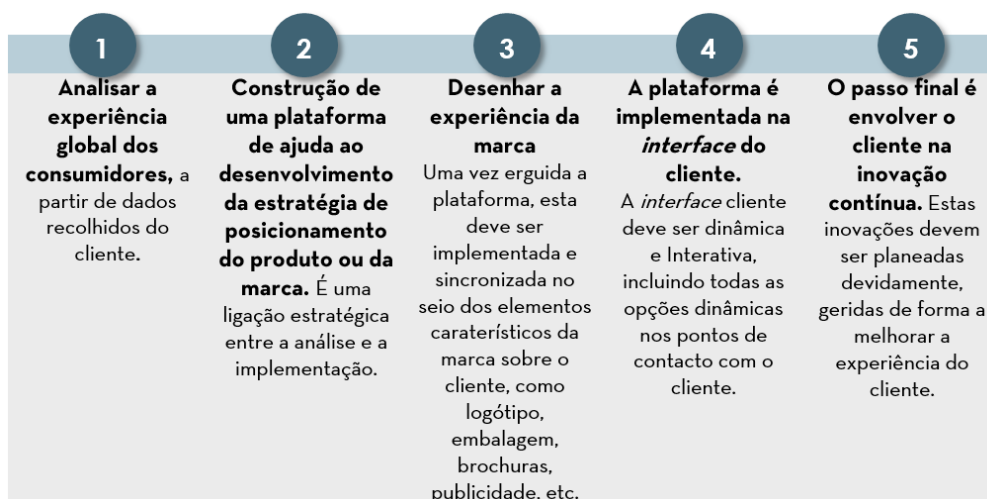 1
Analisar a
experiência
global dos
consumidores, a
partir de dados
recolhidos do
cliente.
2
Construção de
uma plataforma
de ajuda ao
desenvolvimento
da estratégia de
posicionamento
do produto ou da
marca. É uma
ligação estratégica
entre a análise e a
implementação.
3
Desenhar a
experiência da
marca
Uma vez erguida a
plataforma, esta
deve ser
implementada e
sincronizada no
seio dos elementos
caraterísticos da
marca sobre o
cliente, como
logótipo,
embalagem,
brochuras,
publicidade, etc.
4
A plataforma é
implementada na
interface do
cliente.
A interface cliente
deve ser dinâmica
e Interativa,
incluindo todas as
opções dinâmicas
nos pontos de
contacto com o
cliente.
5
O passo final é
envolver o
cliente na
inovação
contínua. Estas
inovações devem
ser planeadas
devidamente,
geridas de forma a
melhorar a
experiência do
cliente.